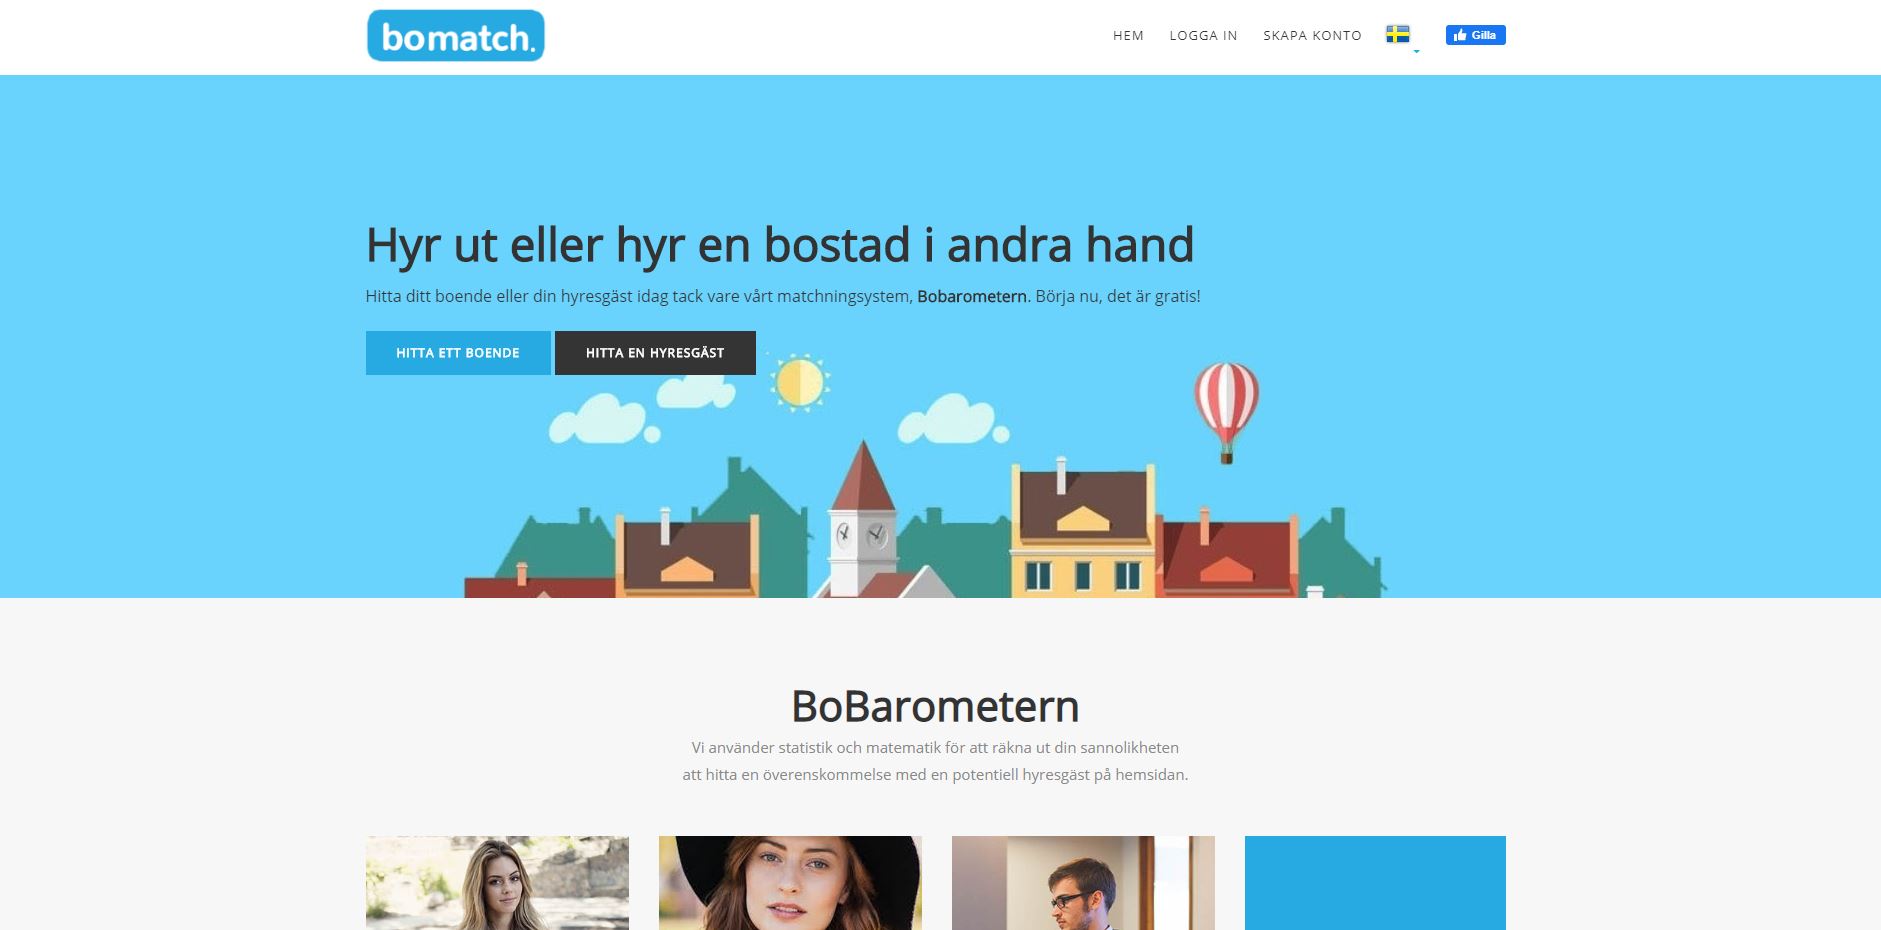 bomatch.
HEM LOGGA IN SKAPA KONTO Gilla
Hyr ut eller hyr en bostad i andra hand
Hitta ditt boende eller din hyresgäst idag tack vare vårt matchningsystem, Bobarometern. Börja nu, det är gratis!
HITTA ETT BOENDE HITTA EN HYRESGÄST
BoBarometern
Vi använder statistik och matematik för att räkna ut din sannolikheten
att hitta en överenskommelse med en potentiell hyresgäst på hemsidan.